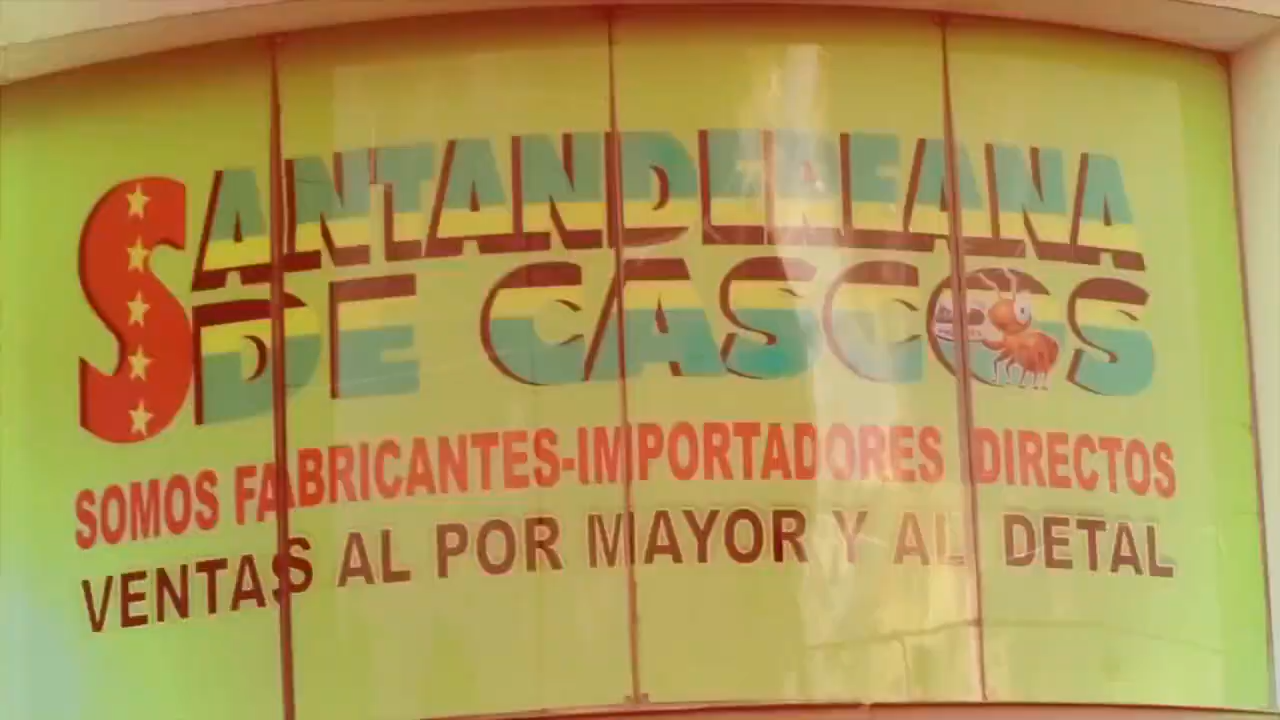 SANTANDEREANA
DE CASCOS
SOMOS FABRICANTES-IMPORTADORES DIRECTOS
VENTAS AL POR MAYOR Y AL DETAL